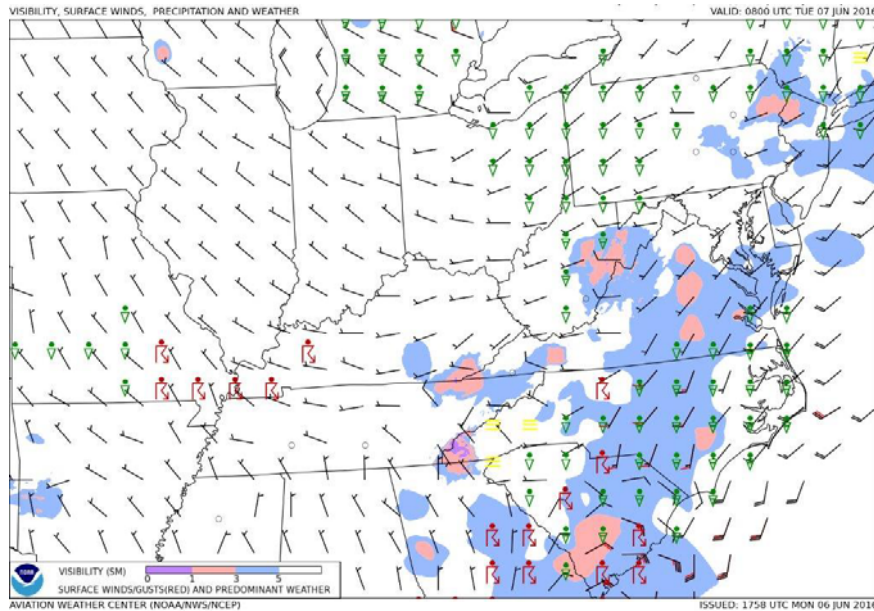 VISIBILITY, SURFACE WINDS, PRECIPITATION AND WEATHER
VALID: 0800 UTC TUE 07 JUN 2016
VISIBILITY (SM)
0 1 3 5
SURFACE WINDS/GUSTS(RED) AND PREDOMINANT WEATHER
AVIATION WEATHER CENTER (NOAA/NWS/NCEP)
ISSUED: 1758 UTC MON 06 JUN 2016